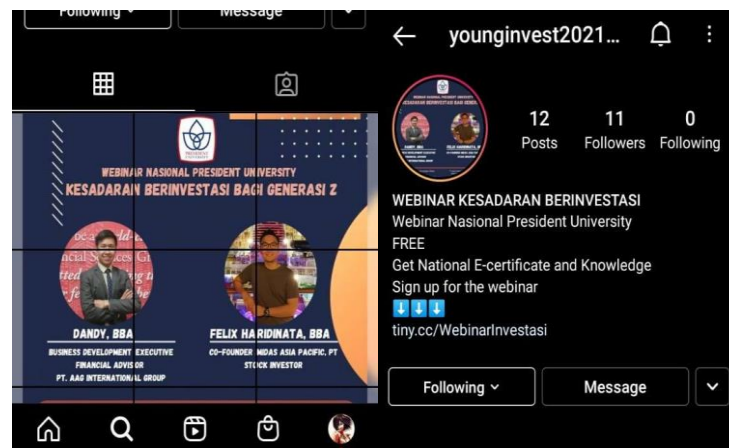 Following
Message
WEBINAR NASIONAL PRESIDENT UNIVERSITY
KESADARAN BERINVESTASI BAGI GENERASI Z
DANDY, BBA
BUSINESS DEVELOPMENT EXECUTIVE
FINANCIAL ADVISOR
PT. AAG INTERNATIONAL GROUP
FELIX HARIDINATA, BBA
CO-FOUNDER MIDAS ASIA PACIFIC, PT
STOCK INVESTOR
younginvest2021...
12
Posts
11
Followers
0
Following
WEBINAR KESADARAN BERINVESTASI
Webinar Nasional President University
FREE
Get National E-certificate and Knowledge
Sign up for the webinar
⬇️⬇️⬇️
tiny.cc/WebinarInvestasi
Following
Message